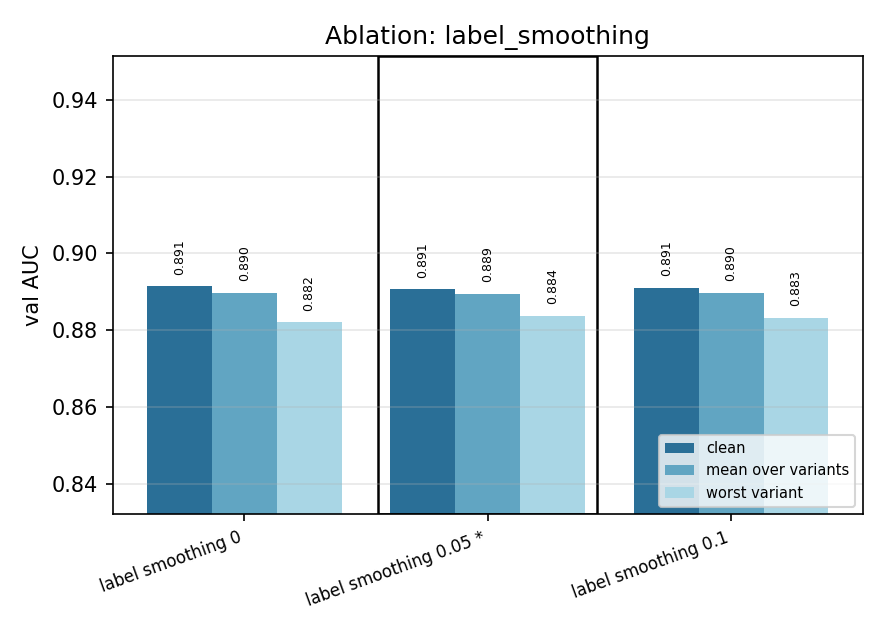 Ablation: label_smoothing
val AUC
0.94
0.92
0.90
0.88
0.86
0.84
0.891
0.890
0.882
0.891
0.889
0.884
0.891
0.890
0.883
clean
mean over variants
worst variant
label smoothing 0
label smoothing 0.05 *
label smoothing 0.1